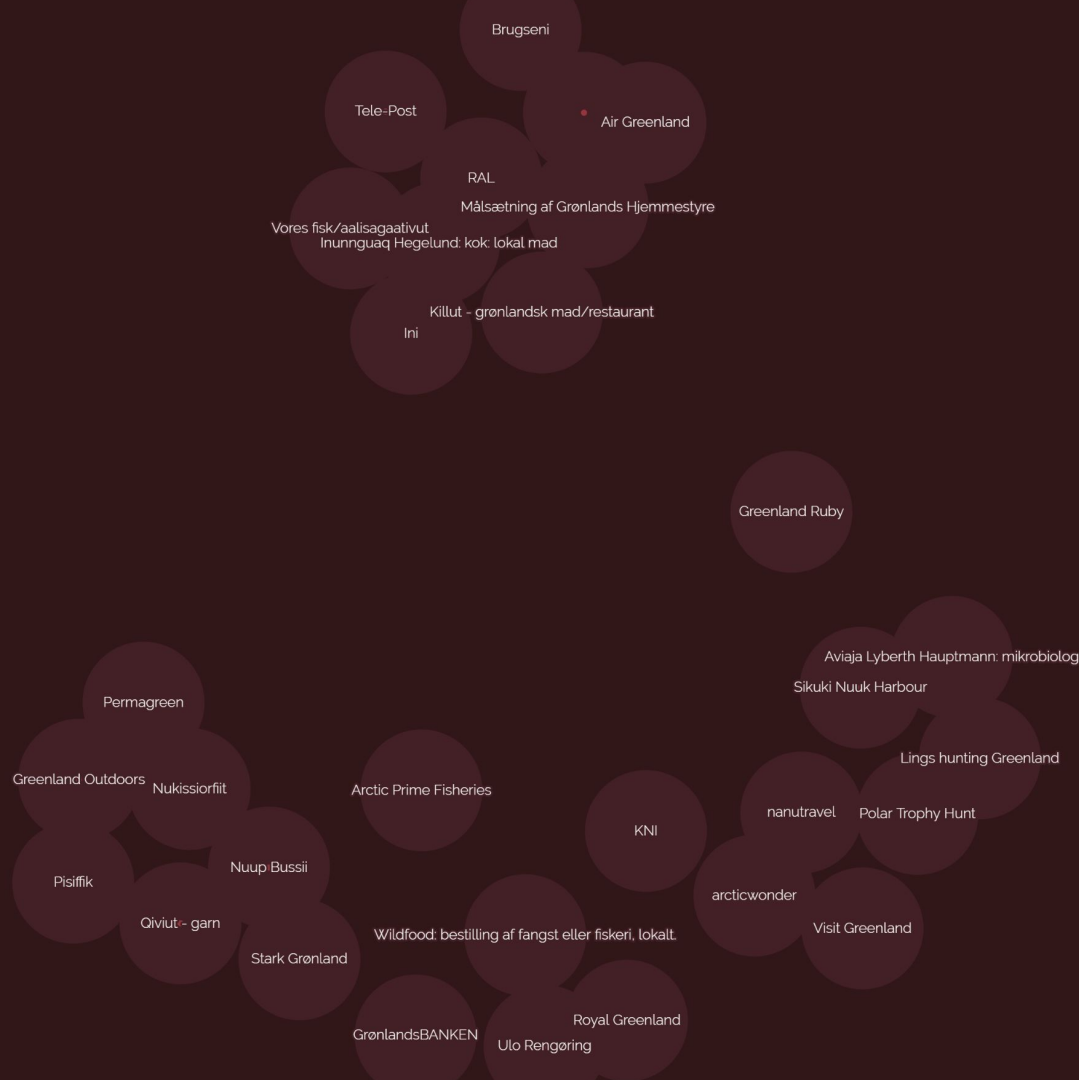 Brugseni
Tele-Post
Air Greenland
RAL
Målsætning af Grønlands Hjemmestyre
Vores fisk/aalisagaativut
Inunnguaq Hegelund: kok: lokal mad
Killut - grønlandsk mad/restaurant
Ini
Greenland Ruby
Aviaja Lyberth Hauptmann: mikrobiolog
Sikuki Nuuk Harbour
Permagreen
Lings hunting Greenland
Greenland Outdoors
Nukissiorfiit
Arctic Prime Fisheries
nanutravel
Polar Trophy Hunt
KNI
Nuup Bussii
Pisiffik
arcticwonder
Qiviut - garn
Visit Greenland
Wildfood: bestilling af fangst eller fiskeri, lokalt.
Stark Grønland
Royal Greenland
GrønlandsBANKEN
Ulo Rengøring